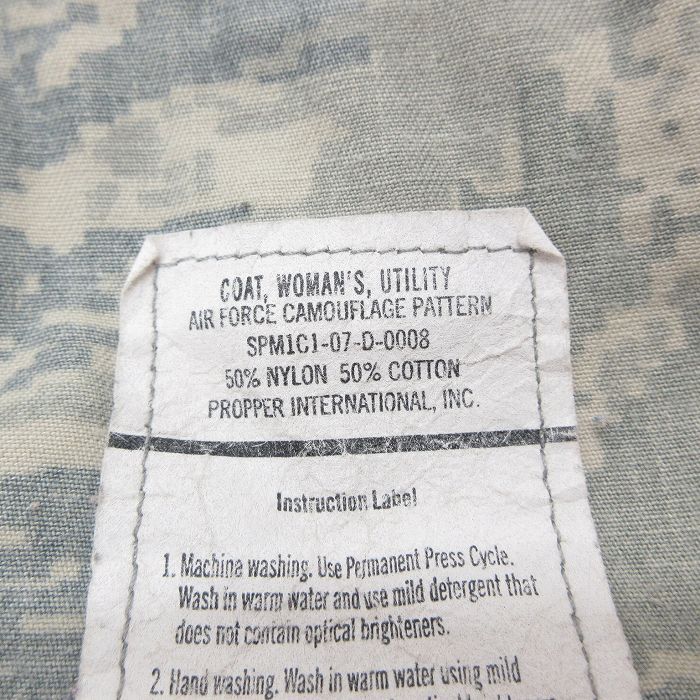 COAT, WOMAN'S, UTILITY
AIR FORCE CAMOUFLAGE PATTERN
SPM1C1-07-D-0008
50% NYLON 50% COTTON
PROPPER INTERNATIONAL, INC.
Instruction Label
1. Machine washing. Use Permanent Press Cycle.
Wash in warm water and use mild detergent that
does not contain optical brighteners.
2. Hand washing. Wash in warm water using mild